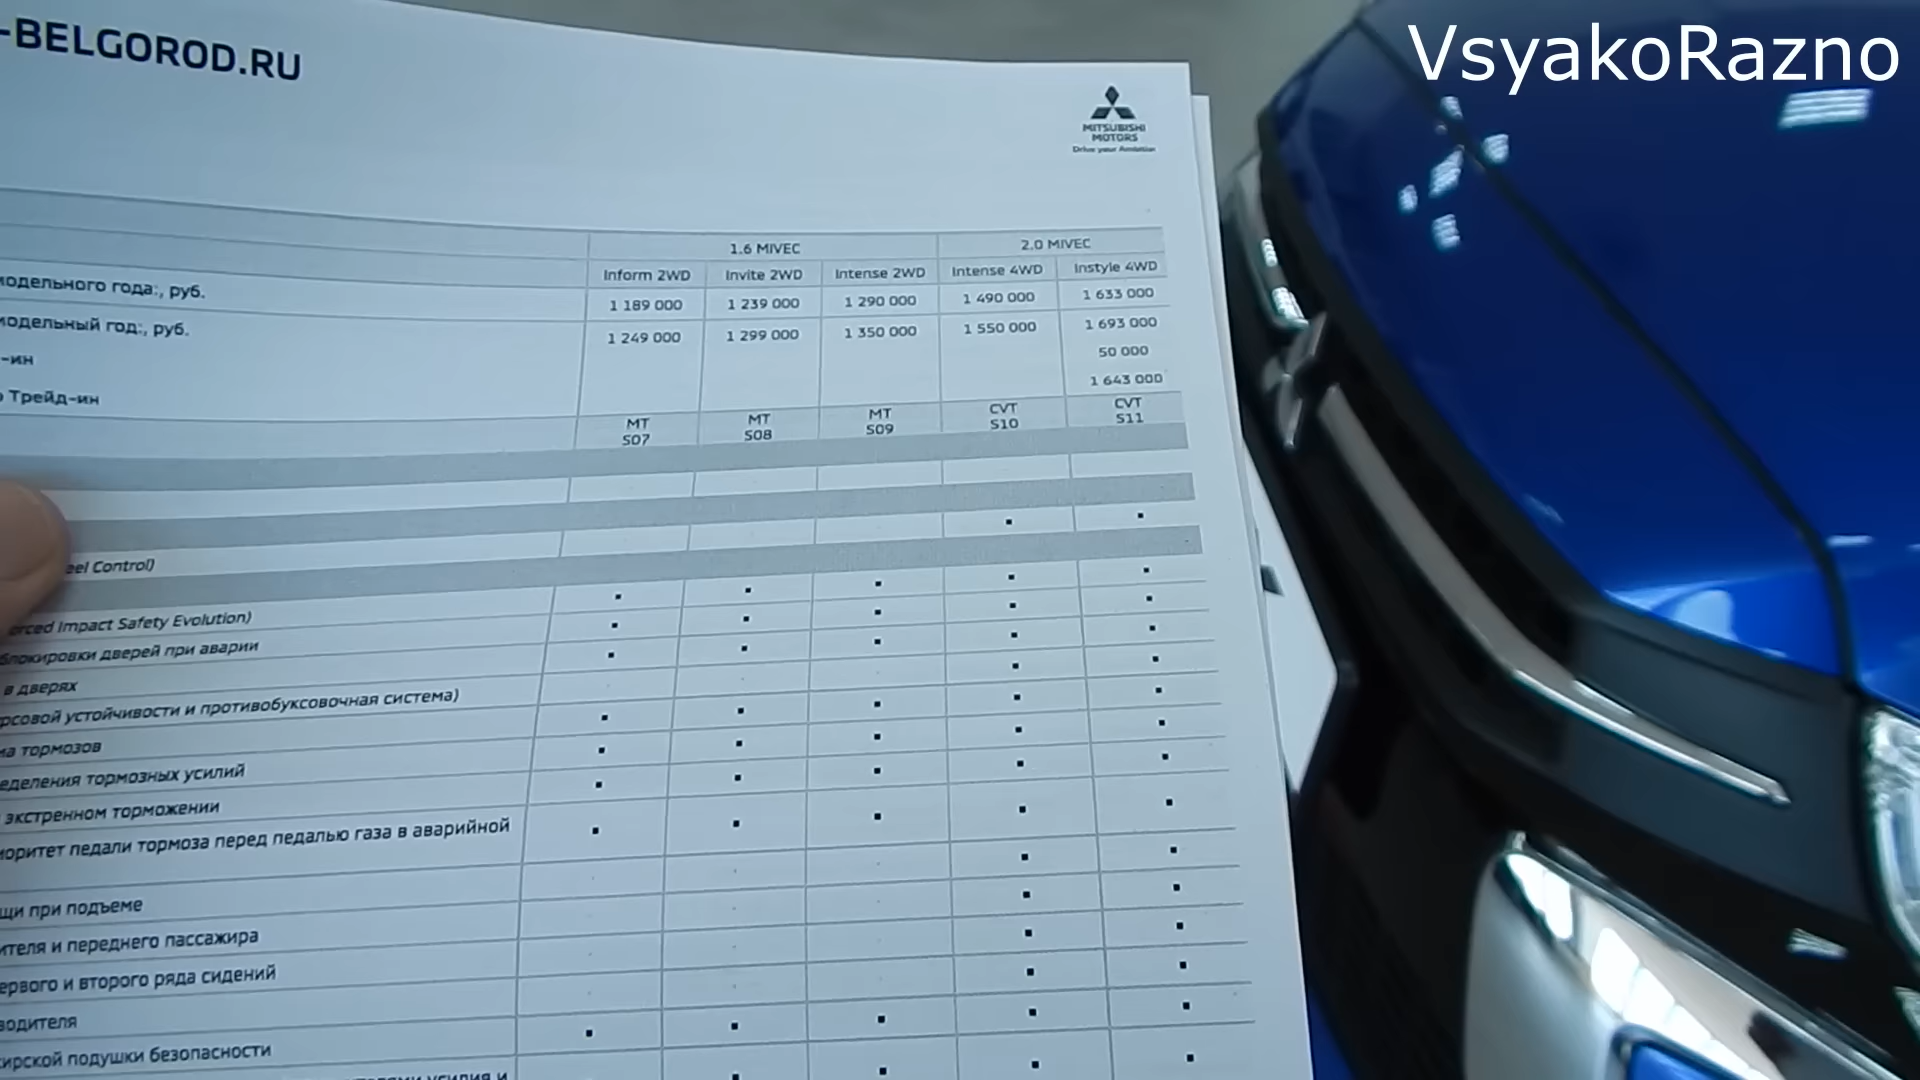 VsyakoRazno
-BELGOROD.RU
MITSUBISHI
MOTORS
Drive your Ambition
1.6 MIVEC 2.0 MIVEC
Inform 2WD Invite 2WD Intense 2WD Intense 4WD Instyle 4WD
модельного года:, руб. 1 189 000 1 239 000 1 290 000 1 490 000 1 633 000
модельный год:, руб. 1 249 000 1 299 000 1 350 000 1 550 000 1 693 000
-ин 50 000
Трейд-ин 1 643 000
MT MT MT CVT CVT
S07 S08 S09 S10 S11
eel Control)
orced Impact Safety Evolution)
блокировки дверей при аварии
в дверях
рсовой устойчивости и противобуксовочная система)
ма тормозов
еделения тормозных усилий
экстренном торможении
иоритет педали тормоза перед педалью газа в аварийной
щи при подъеме
ителя и переднего пассажира
ервого и второго ряда сидений
водителя
ирской подушки безопасности
усилия и